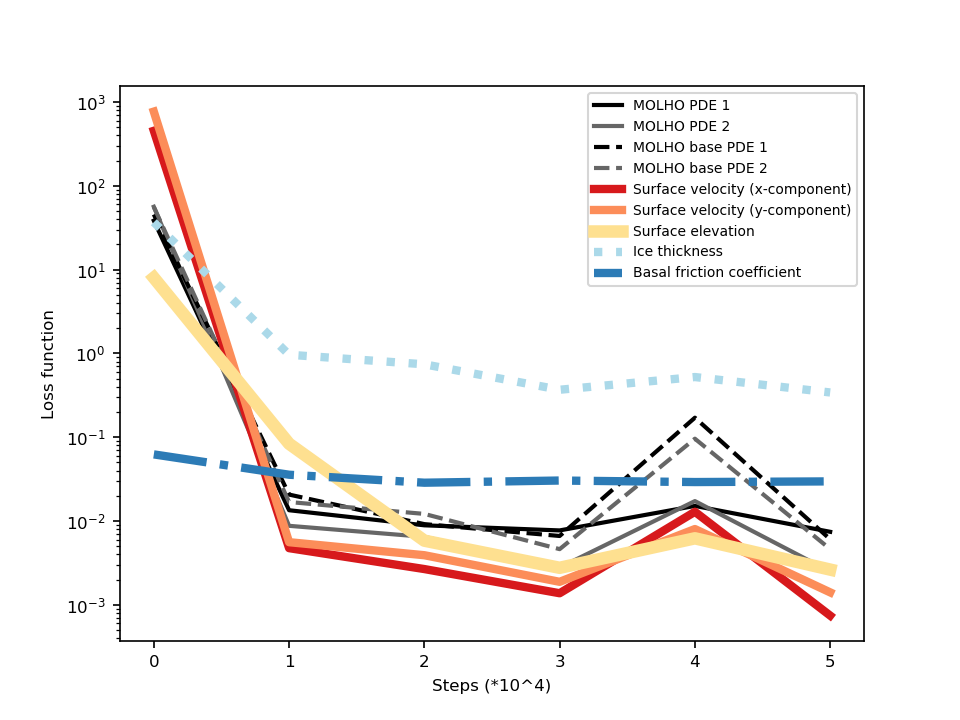 10^3
10^2
10^1
10^0
10^−1
10^−2
10^−3
Loss function
0 1 2 3 4 5
Steps (*10^4)
MOLHO PDE 1
MOLHO PDE 2
MOLHO base PDE 1
MOLHO base PDE 2
Surface velocity (x-component)
Surface velocity (y-component)
Surface elevation
Ice thickness
Basal friction coefficient